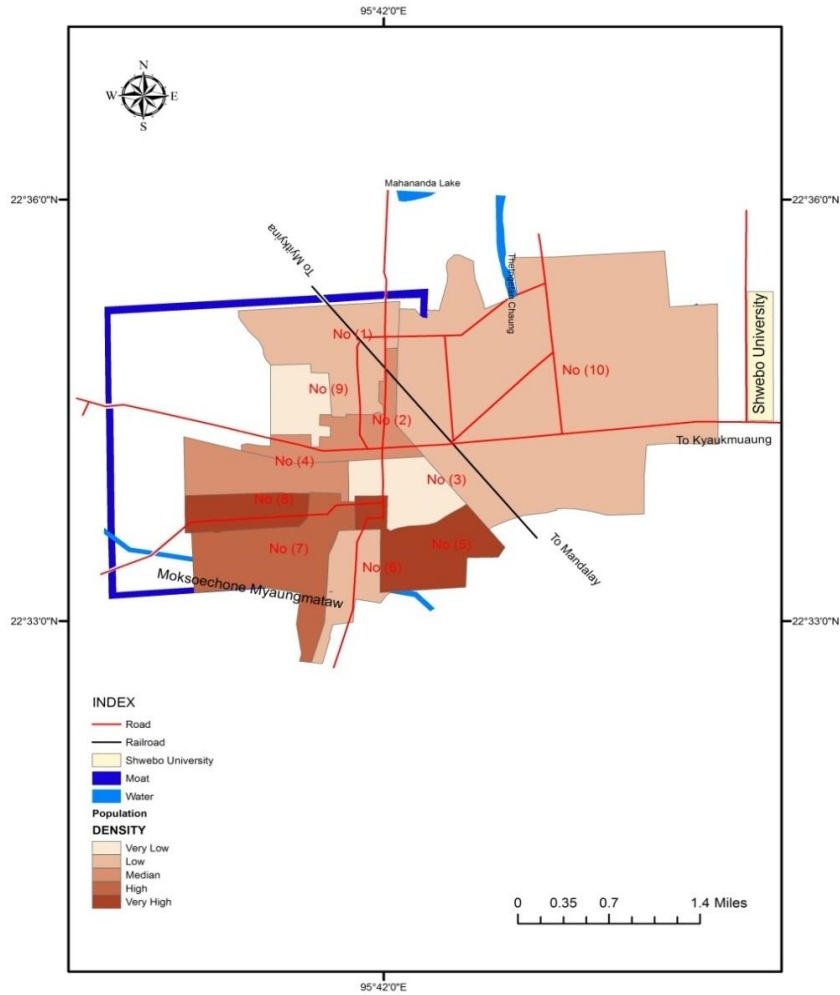 95°42'0"E
N
W
E
S
22°36'0"N
22°36'0"N
Mahananda Lake
To Myitkyina
Shwebo University
No (1)
No (10)
No (9)
No (2)
To Kyaukmuaung
No (4)
No (3)
No (8)
No (5)
No (7)
No (6)
To Mandalay
Moksoechone Myaungmataw
22°33'0"N
22°33'0"N
INDEX
Road
Railroad
Shwebo University
Moat
Water
Population
DENSITY
Very Low
Low
Median
High
Very High
0 0.35 0.7 1.4 Miles
95°42'0"E